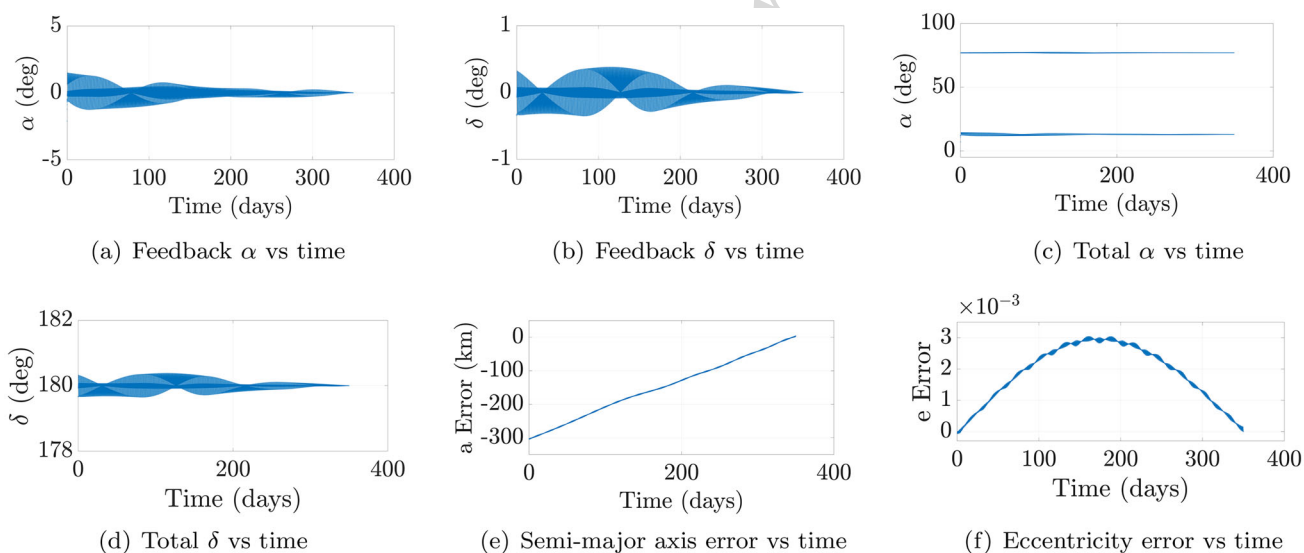 5
0
-5
α (deg)
0 100 200 300 400
Time (days)
(a) Feedback α vs time
1
0
-1
δ (deg)
0 100 200 300 400
Time (days)
(b) Feedback δ vs time
100
50
0
α (deg)
0 200 400
Time (days)
(c) Total α vs time
182
180
178
δ (deg)
0 200 400
Time (days)
(d) Total δ vs time
0
-100
-200
-300
a Error (km)
0 200 400
Time (days)
(e) Semi-major axis error vs time
×10⁻³
3
2
1
0
e Error
0 100 200 300 400
Time (days)
(f) Eccentricity error vs time